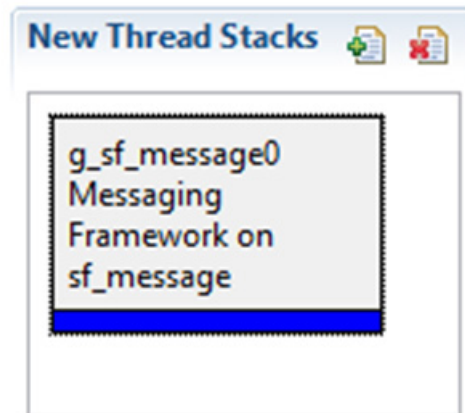 New Thread Stacks
g_sf_message0
Messaging
Framework on
sf_message